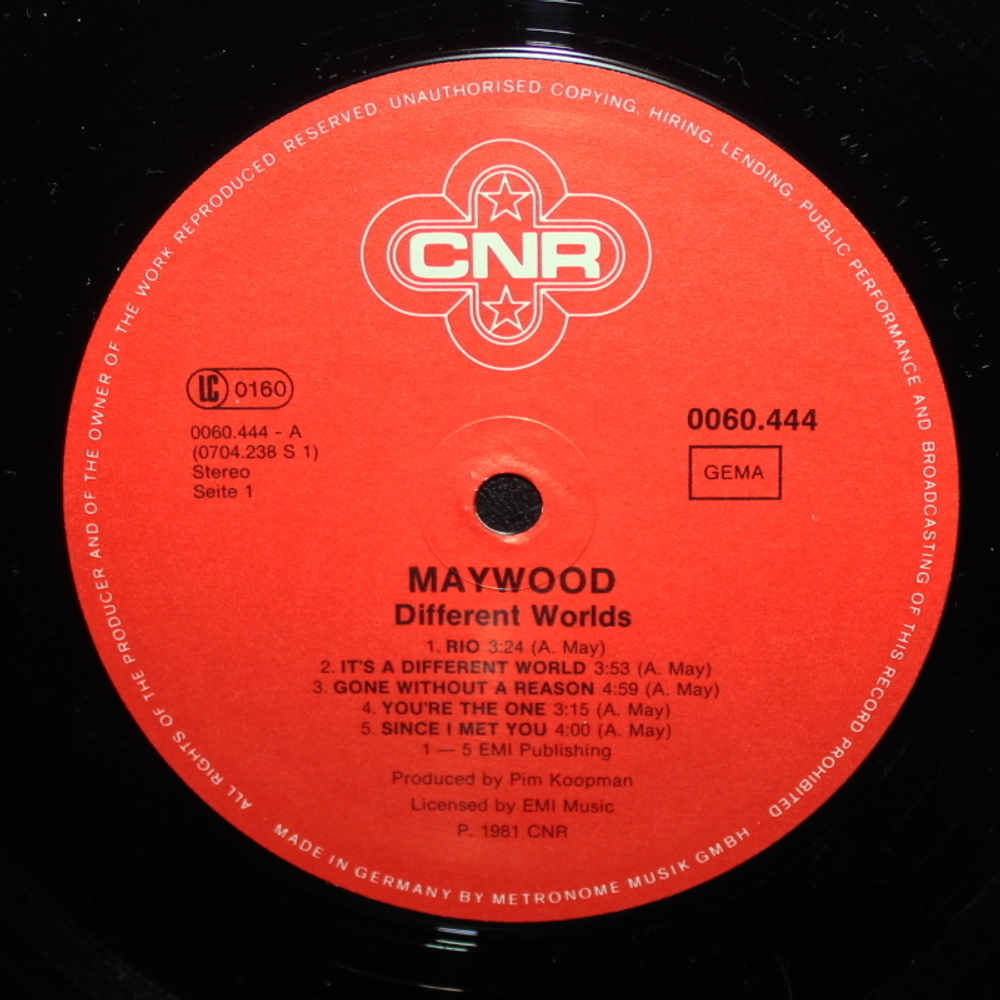 ALL RIGHTS OF THE PRODUCER AND OF THE OWNER OF THE WORK REPRODUCED RESERVED. UNAUTHORISED COPYING, HIRING, LENDING, PUBLIC PERFORMANCE AND BROADCASTING OF THIS RECORD PROHIBITED
CNR
LC 0160
0060.444 - A
(0704.238 S 1)
Stereo
Seite 1
0060.444
GEMA
MAYWOOD
Different Worlds
1. RIO 3:24 (A. May)
2. IT'S A DIFFERENT WORLD 3:53 (A. May)
3. GONE WITHOUT A REASON 4:59 (A. May)
4. YOU'RE THE ONE 3:15 (A. May)
5. SINCE I MET YOU 4:00 (A. May)
1 — 5 EMI Publishing
Produced by Pim Koopman
Licensed by EMI Music
P. 1981 CNR
MADE IN GERMANY BY METRONOME MUSIK GMBH ·